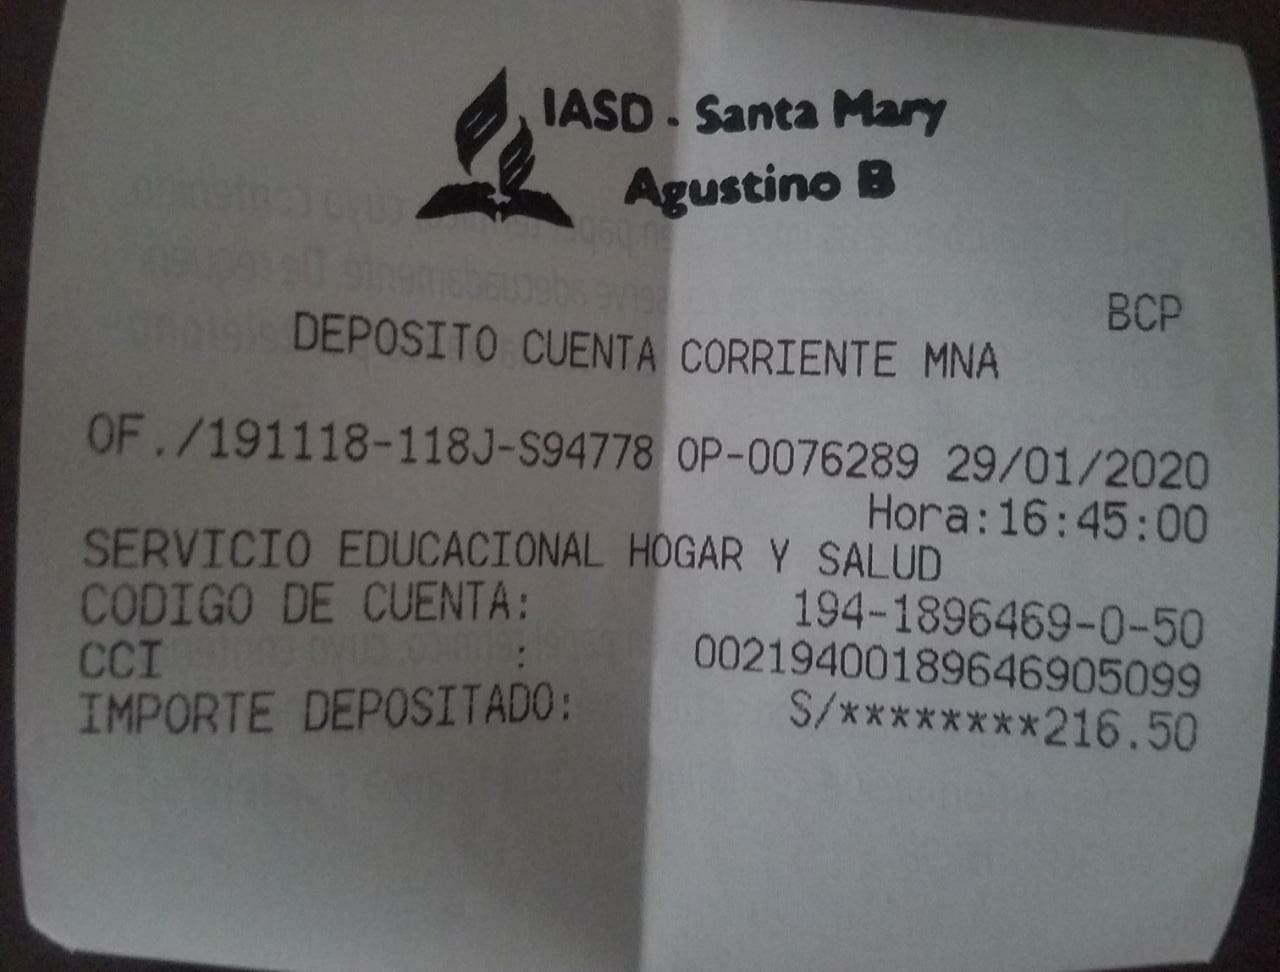 IASD - Santa Mary
Agustino B
BCP
DEPOSITO CUENTA CORRIENTE MNA
OF./191118-118J-S94778 OP-0076289 29/01/2020
Hora:16:45:00
SERVICIO EDUCACIONAL HOGAR Y SALUD
CODIGO DE CUENTA: 194-1896469-0-50
CCI : 00219400189646905099
IMPORTE DEPOSITADO: S/********216.50